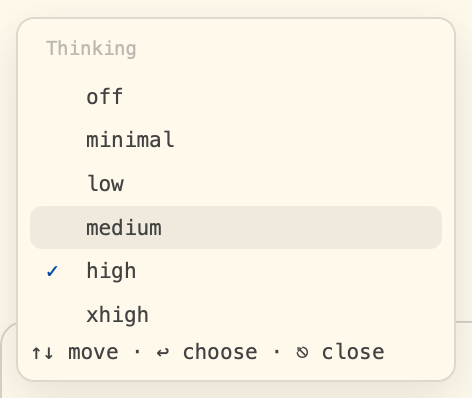 Thinking
off
minimal
low
medium
✓ high
xhigh
↑↓ move · ↩ choose · ⎋ close